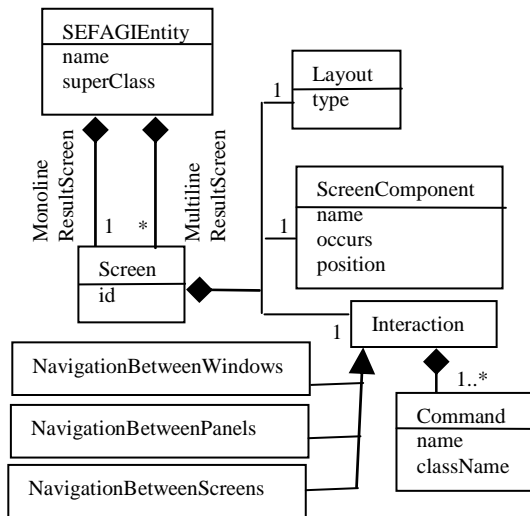 SEFAGIEntity
name
superClass
Layout
type
1
Monoline
ResultScreen
1
*
Multiline
ResultScreen
ScreenComponent
name
occurs
position
1
Screen
id
Interaction
1
NavigationBetweenWindows
1..*
Command
name
className
NavigationBetweenPanels
NavigationBetweenScreens